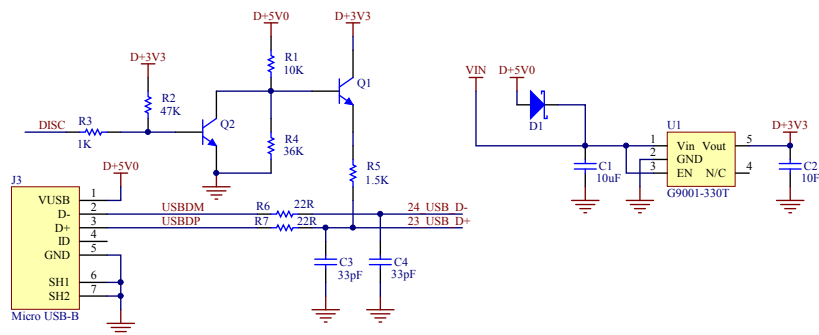 D+5V0
D+3V3
D+3V3
R1
10K
Q1
VIN
D+5V0
R2
47K
DISC
R3
1K
Q2
R4
36K
D1
U1
D+3V3
1
2
3
Vin
GND
EN
Vout
N/C
5
4
G9001-330T
C1
10uF
C2
10F
R5
1.5K
D+5V0
J3
VUSB
D-
D+
ID
GND
SH1
SH2
1
2
3
4
5
6
7
Micro USB-B
USBDM
USBDP
R6
22R
R7
22R
24 USB D-
23 USB D+
C3
33pF
C4
33pF